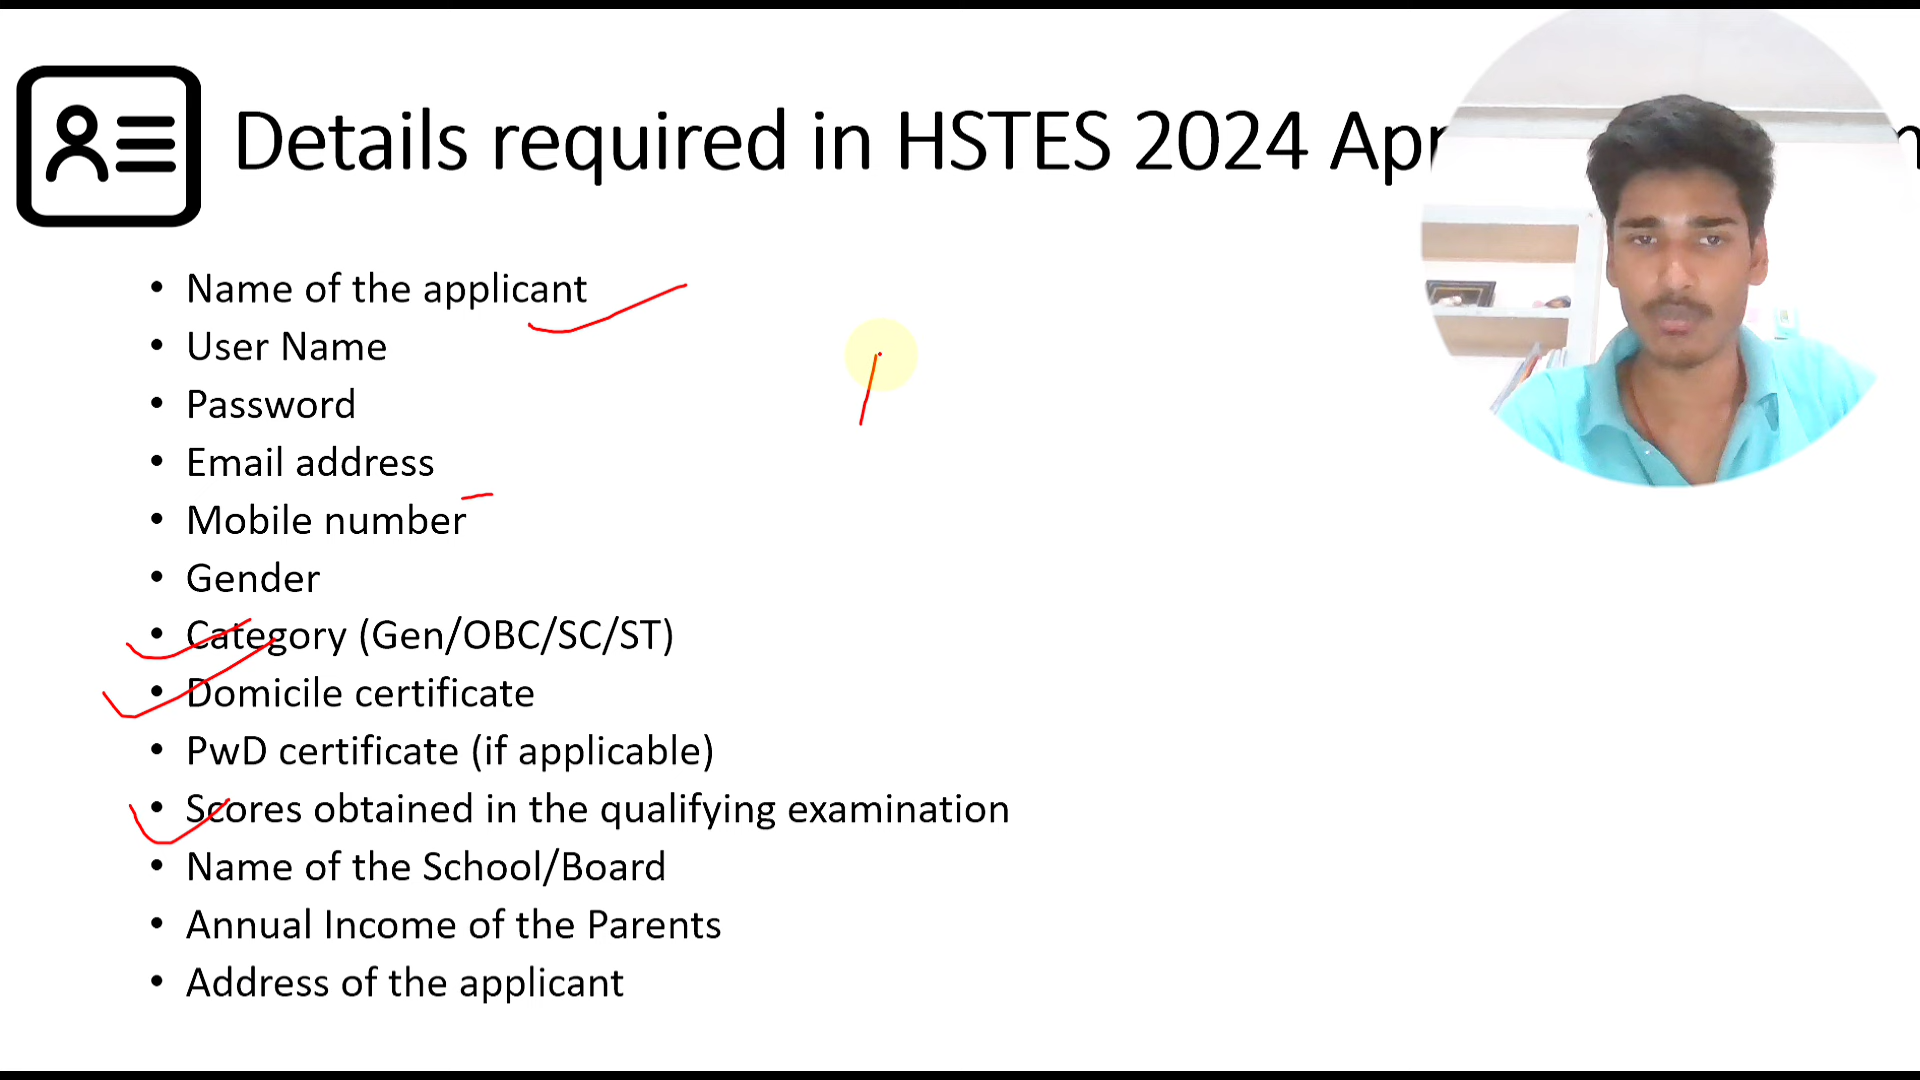 Details required in HSTES 2024
• Name of the applicant
• User Name
• Password
• Email address
• Mobile number
• Gender
• Category (Gen/OBC/SC/ST)
• Domicile certificate
• PwD certificate (if applicable)
• Scores obtained in the qualifying examination
• Name of the School/Board
• Annual Income of the Parents
• Address of the applicant